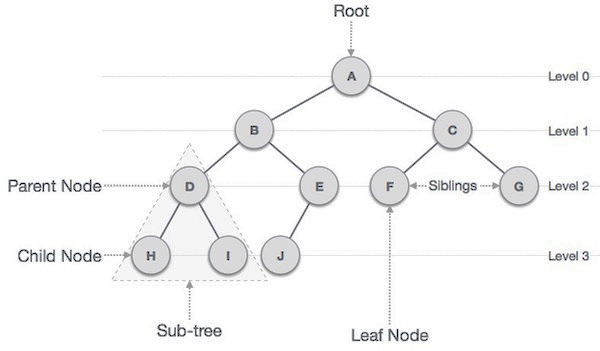 Root
A
Level 0
B
C
Level 1
Parent Node
D
E
F
Siblings
G
Level 2
Child Node
H
I
J
Level 3
Sub-tree
Leaf Node